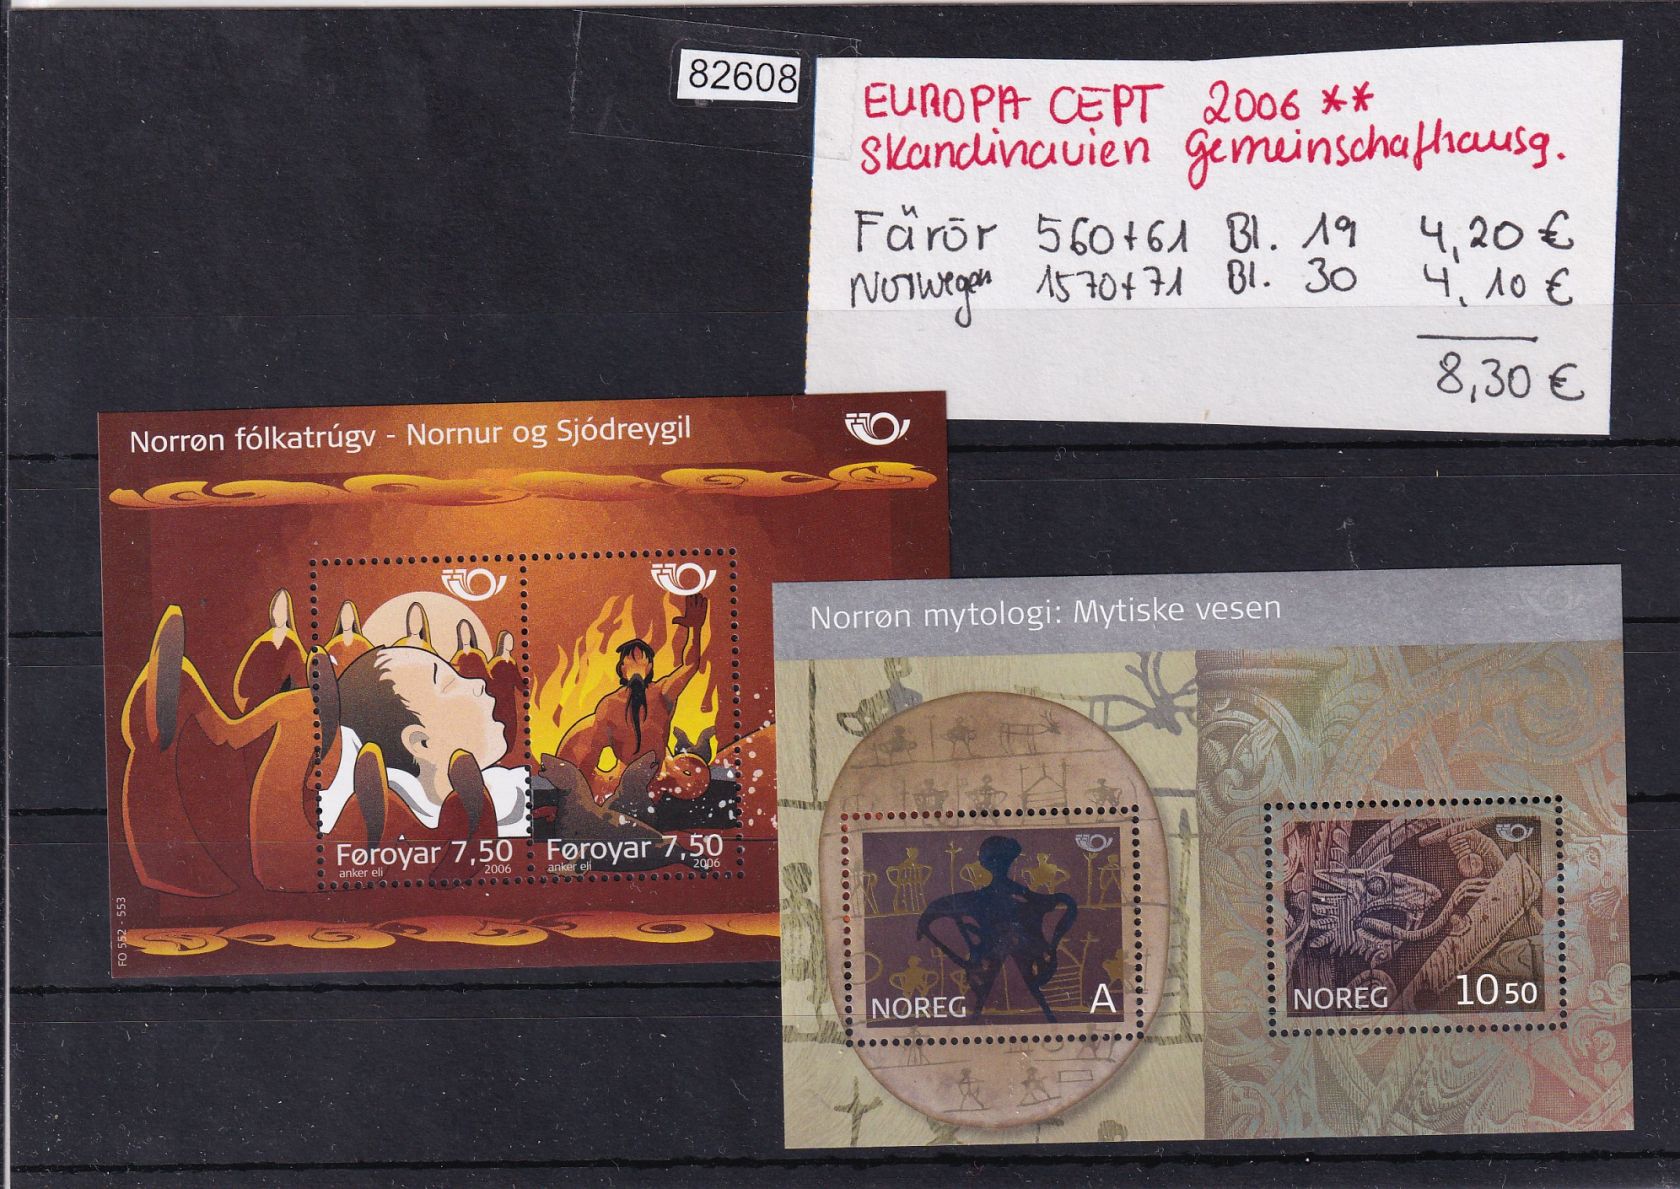 82608
EUROPA CEPT 2006 **
Skandinavien Gemeinschafthausg.
Färör 560+61 Bl. 19 4,20 €
Norwegen 1570+71 Bl. 30 4,10 €
8,30 €
Norrøn fólkatrúgv - Nornur og Sjódreygil
Føroyar 7,50
anker eli 2006
Føroyar 7,50
anker eli 2006
FO 552 - 553
Norrøn mytologi: Mytiske vesen
NOREG A
NOREG 10 50